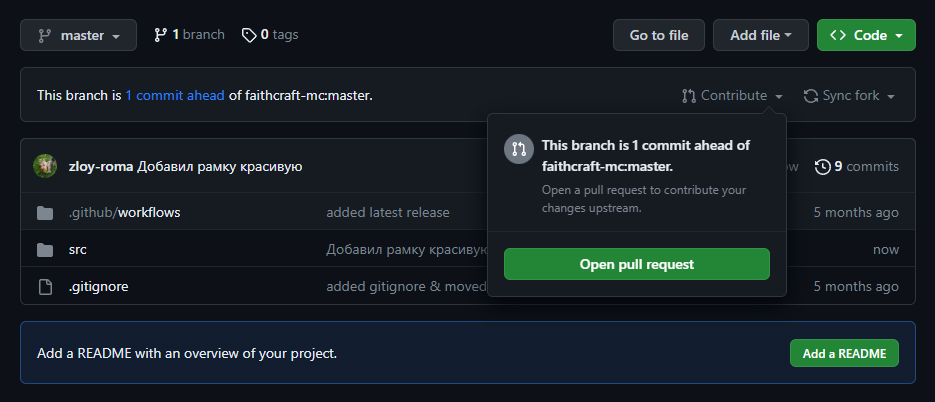 master 1 branch 0 tags Go to file Add file Code
This branch is 1 commit ahead of faithcraft-mc:master. Contribute Sync fork
This branch is 1 commit ahead of
faithcraft-mc:master.
Open a pull request to contribute your
changes upstream.
Open pull request
zloy-roma Добавил рамку красивую 9 commits
.github/workflows added latest release 5 months ago
src Добавил рамку красивую now
.gitignore added gitignore & moved 5 months ago
Add a README with an overview of your project. Add a README